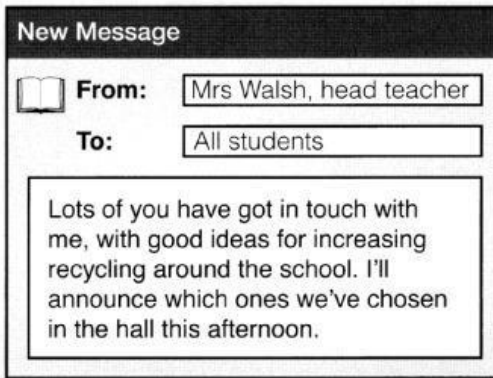 New Message
From: Mrs Walsh, head teacher
To: All students
Lots of you have got in touch with
me, with good ideas for increasing
recycling around the school. I'll
announce which ones we've chosen
in the hall this afternoon.